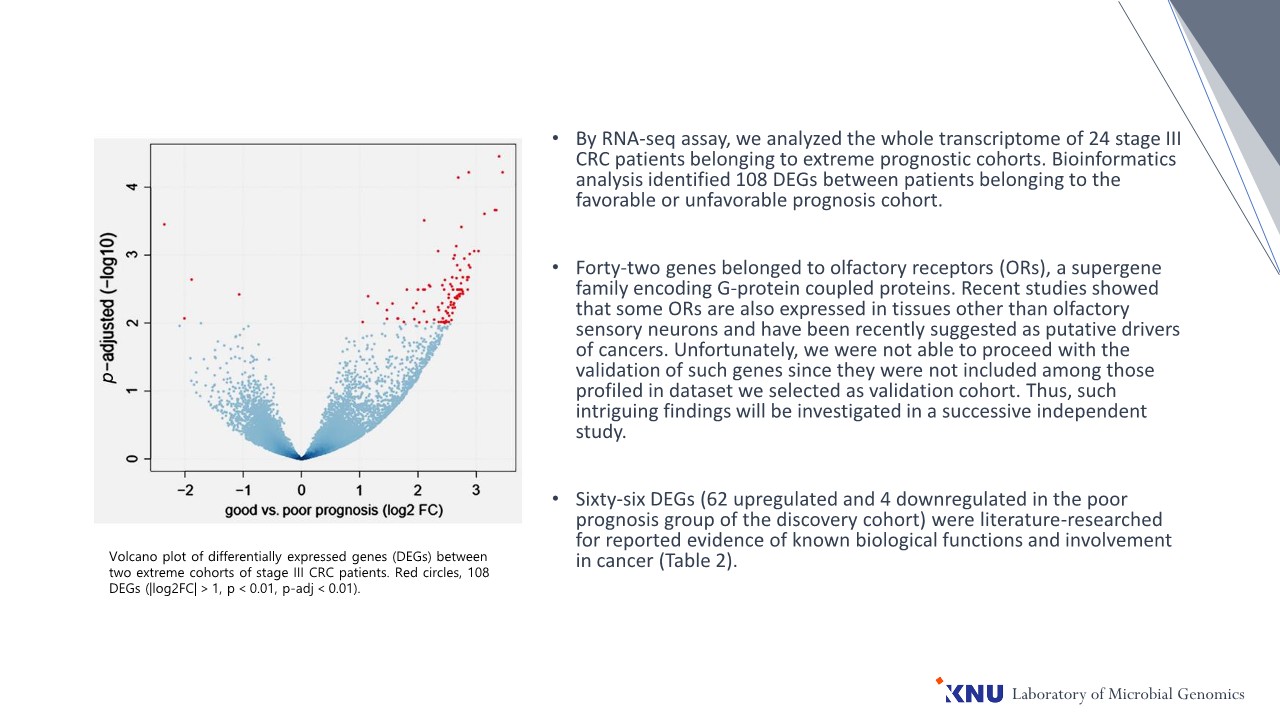 4
3
2
1
0
p−adjusted (−log10)
−2 −1 0 1 2 3
good vs. poor prognosis (log2 FC)
Volcano plot of differentially expressed genes (DEGs) between
two extreme cohorts of stage III CRC patients. Red circles, 108
DEGs (|log2FC| > 1, p < 0.01, p-adj < 0.01).
• By RNA-seq assay, we analyzed the whole transcriptome of 24 stage III
CRC patients belonging to extreme prognostic cohorts. Bioinformatics
analysis identified 108 DEGs between patients belonging to the
favorable or unfavorable prognosis cohort.
• Forty-two genes belonged to olfactory receptors (ORs), a supergene
family encoding G-protein coupled proteins. Recent studies showed
that some ORs are also expressed in tissues other than olfactory
sensory neurons and have been recently suggested as putative drivers
of cancers. Unfortunately, we were not able to proceed with the
validation of such genes since they were not included among those
profiled in dataset we selected as validation cohort. Thus, such
intriguing findings will be investigated in a successive independent
study.
• Sixty-six DEGs (62 upregulated and 4 downregulated in the poor
prognosis group of the discovery cohort) were literature-researched
for reported evidence of known biological functions and involvement
in cancer (Table 2).
KNU Laboratory of Microbial Genomics